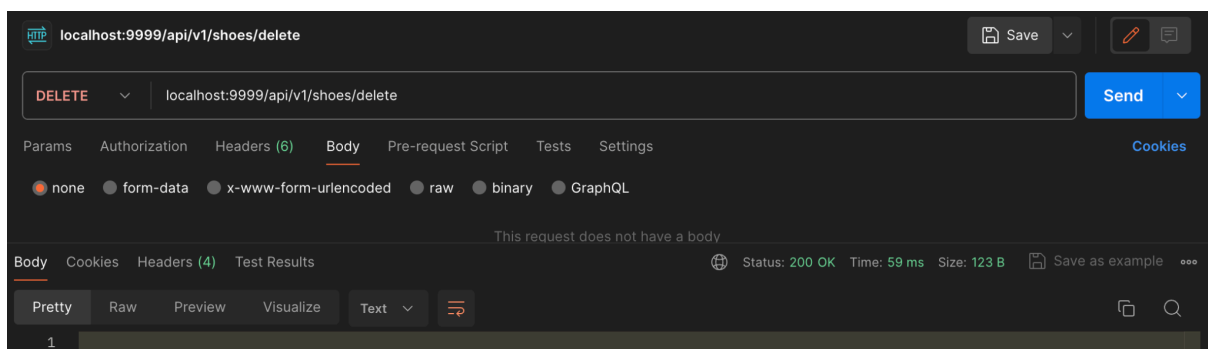 HTTP localhost:9999/api/v1/shoes/delete Save
DELETE localhost:9999/api/v1/shoes/delete Send
Params Authorization Headers (6) Body Pre-request Script Tests Settings Cookies
none form-data x-www-form-urlencoded raw binary GraphQL
This request does not have a body
Body Cookies Headers (4) Test Results Status: 200 OK Time: 59 ms Size: 123 B Save as example
Pretty Raw Preview Visualize Text
1